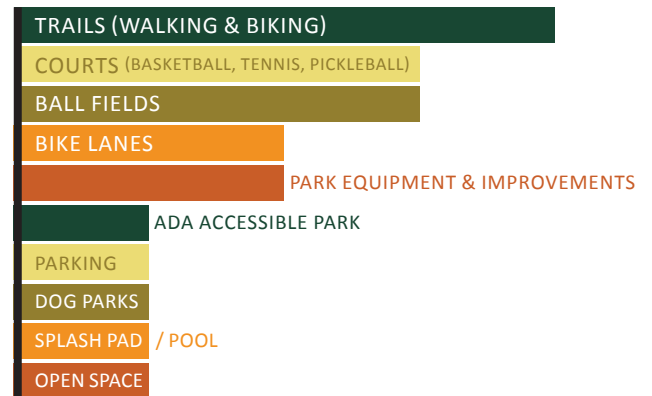 TRAILS (WALKING & BIKING)
COURTS (BASKETBALL, TENNIS, PICKLEBALL)
BALL FIELDS
BIKE LANES
PARK EQUIPMENT & IMPROVEMENTS
ADA ACCESSIBLE PARK
PARKING
DOG PARKS
SPLASH PAD / POOL
OPEN SPACE